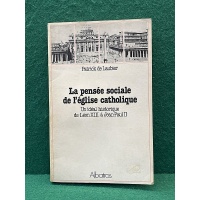 Patrick de Laubier
La pensée sociale
de l'église catholique
Un idéal historique
de Léon XIII à Jean Paul II
Albatros